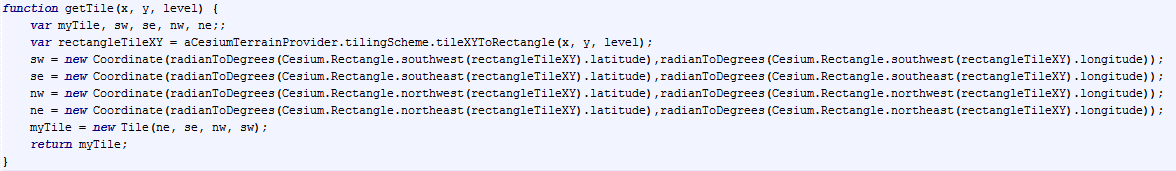 function getTile(x, y, level) {
    var myTile, sw, se, nw, ne;;
    var rectangleTileXY = aCesiumTerrainProvider.tilingScheme.tileXYToRectangle(x, y, level);
    sw = new Coordinate(radianToDegrees(Cesium.Rectangle.southwest(rectangleTileXY).latitude),radianToDegrees(Cesium.Rectangle.southwest(rectangleTileXY).longitude));
    se = new Coordinate(radianToDegrees(Cesium.Rectangle.southeast(rectangleTileXY).latitude),radianToDegrees(Cesium.Rectangle.southeast(rectangleTileXY).longitude));
    nw = new Coordinate(radianToDegrees(Cesium.Rectangle.northwest(rectangleTileXY).latitude),radianToDegrees(Cesium.Rectangle.northwest(rectangleTileXY).longitude));
    ne = new Coordinate(radianToDegrees(Cesium.Rectangle.northeast(rectangleTileXY).latitude),radianToDegrees(Cesium.Rectangle.northeast(rectangleTileXY).longitude));
    myTile = new Tile(ne, se, nw, sw);
    return myTile;
}